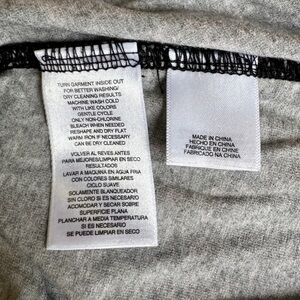 TURN GARMENT INSIDE OUT
FOR BETTER WASHING/
DRY CLEANING RESULTS
MACHINE WASH COLD
WITH LIKE COLORS
GENTLE CYCLE
ONLY NON-CHLORINE
BLEACH WHEN NEEDED
RESHAPE AND DRY FLAT
WARM IRON IF NECESSARY
CAN BE DRY CLEANED
VOLVER AL REVES ANTES
PARA MEJORES/LIMPIAR EN SECO
RESULTADOS
LAVAR A MAQUINA EN AGUA FRIA
CON COLORES SIMILARES
CICLO SUAVE
SOLAMENTE BLANQUEADOR
SIN CLORO SI ES NECESARIO
ACOMODAR Y SECAR SOBRE
SUPERFICIE PLANA
PLANCHAR A MEDIA TEMPERATURA
SI ES NECESARIO
SE PUEDE LIMPIAR EN SECO
MADE IN CHINA
HECHO EN CHINA
FABRIQUE EN CHINE
FABRICADO NA CHINA